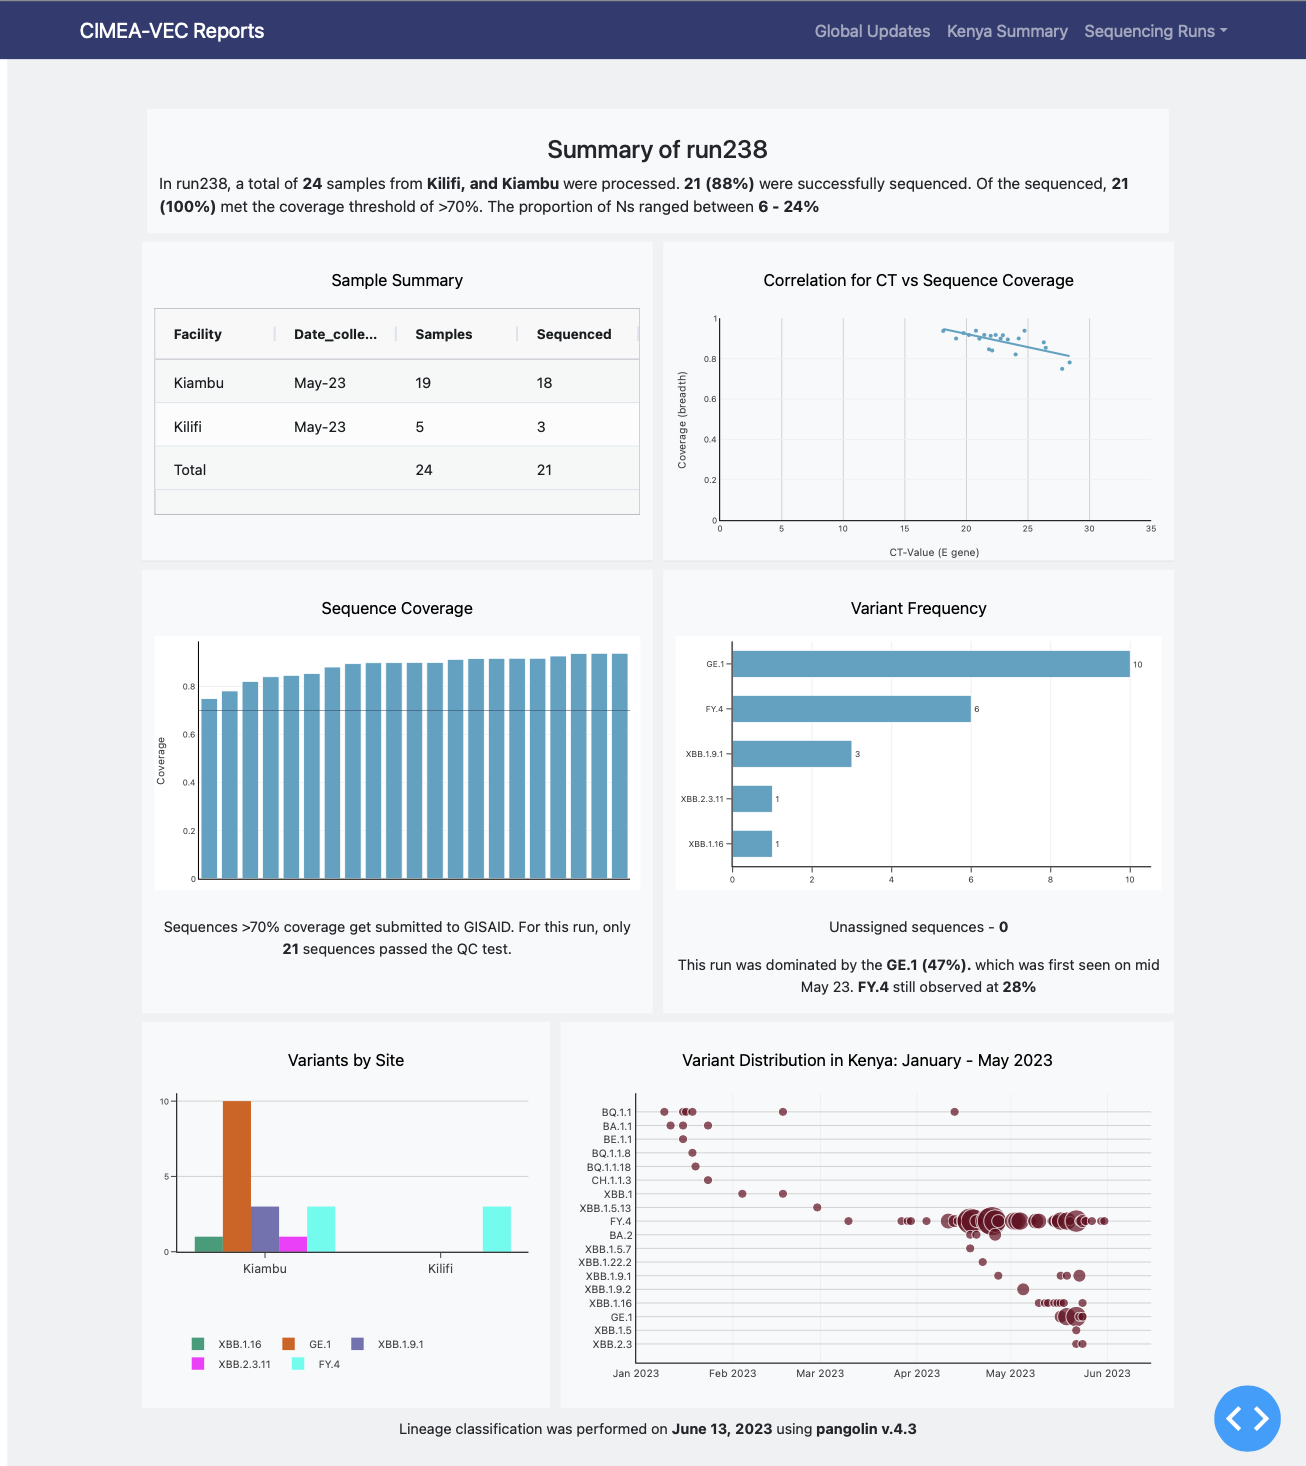 CIMEA-VEC Reports
Global Updates Kenya Summary Sequencing Runs
Summary of run238
In run238, a total of 24 samples from Kilifi, and Kiambu were processed. 21 (88%) were successfully sequenced. Of the sequenced, 21
(100%) met the coverage threshold of >70%. The proportion of Ns ranged between 6 - 24%
Sample Summary
Facility Date_colle... Samples Sequenced
Kiambu May-23 19 18
Kilifi May-23 5 3
Total 24 21
Correlation for CT vs Sequence Coverage
Coverage (breadth)
1
0.8
0.6
0.4
0.2
0
0 5 10 15 20 25 30 35
CT-Value (E gene)
Sequence Coverage
Coverage
0.8
0.6
0.4
0.2
0
Sequences >70% coverage get submitted to GISAID. For this run, only
21 sequences passed the QC test.
Variant Frequency
GE.1 10
FY.4 6
XBB.1.9.1 3
XBB.2.3.11 1
XBB.1.16 1
0 2 4 6 8 10
Unassigned sequences - 0
This run was dominated by the GE.1 (47%). which was first seen on mid
May 23. FY.4 still observed at 28%
Variants by Site
10
5
0
Kiambu Kilifi
XBB.1.16 GE.1 XBB.1.9.1
XBB.2.3.11 FY.4
Variant Distribution in Kenya: January - May 2023
BQ.1.1
BA.1.1
BE.1.1
BQ.1.1.8
BQ.1.1.18
CH.1.1.3
XBB.1
XBB.1.5.13
FY.4
BA.2
XBB.1.5.7
XBB.1.22.2
XBB.1.9.1
XBB.1.9.2
XBB.1.16
GE.1
XBB.1.5
XBB.2.3
Jan 2023 Feb 2023 Mar 2023 Apr 2023 May 2023 Jun 2023
Lineage classification was performed on June 13, 2023 using pangolin v.4.3